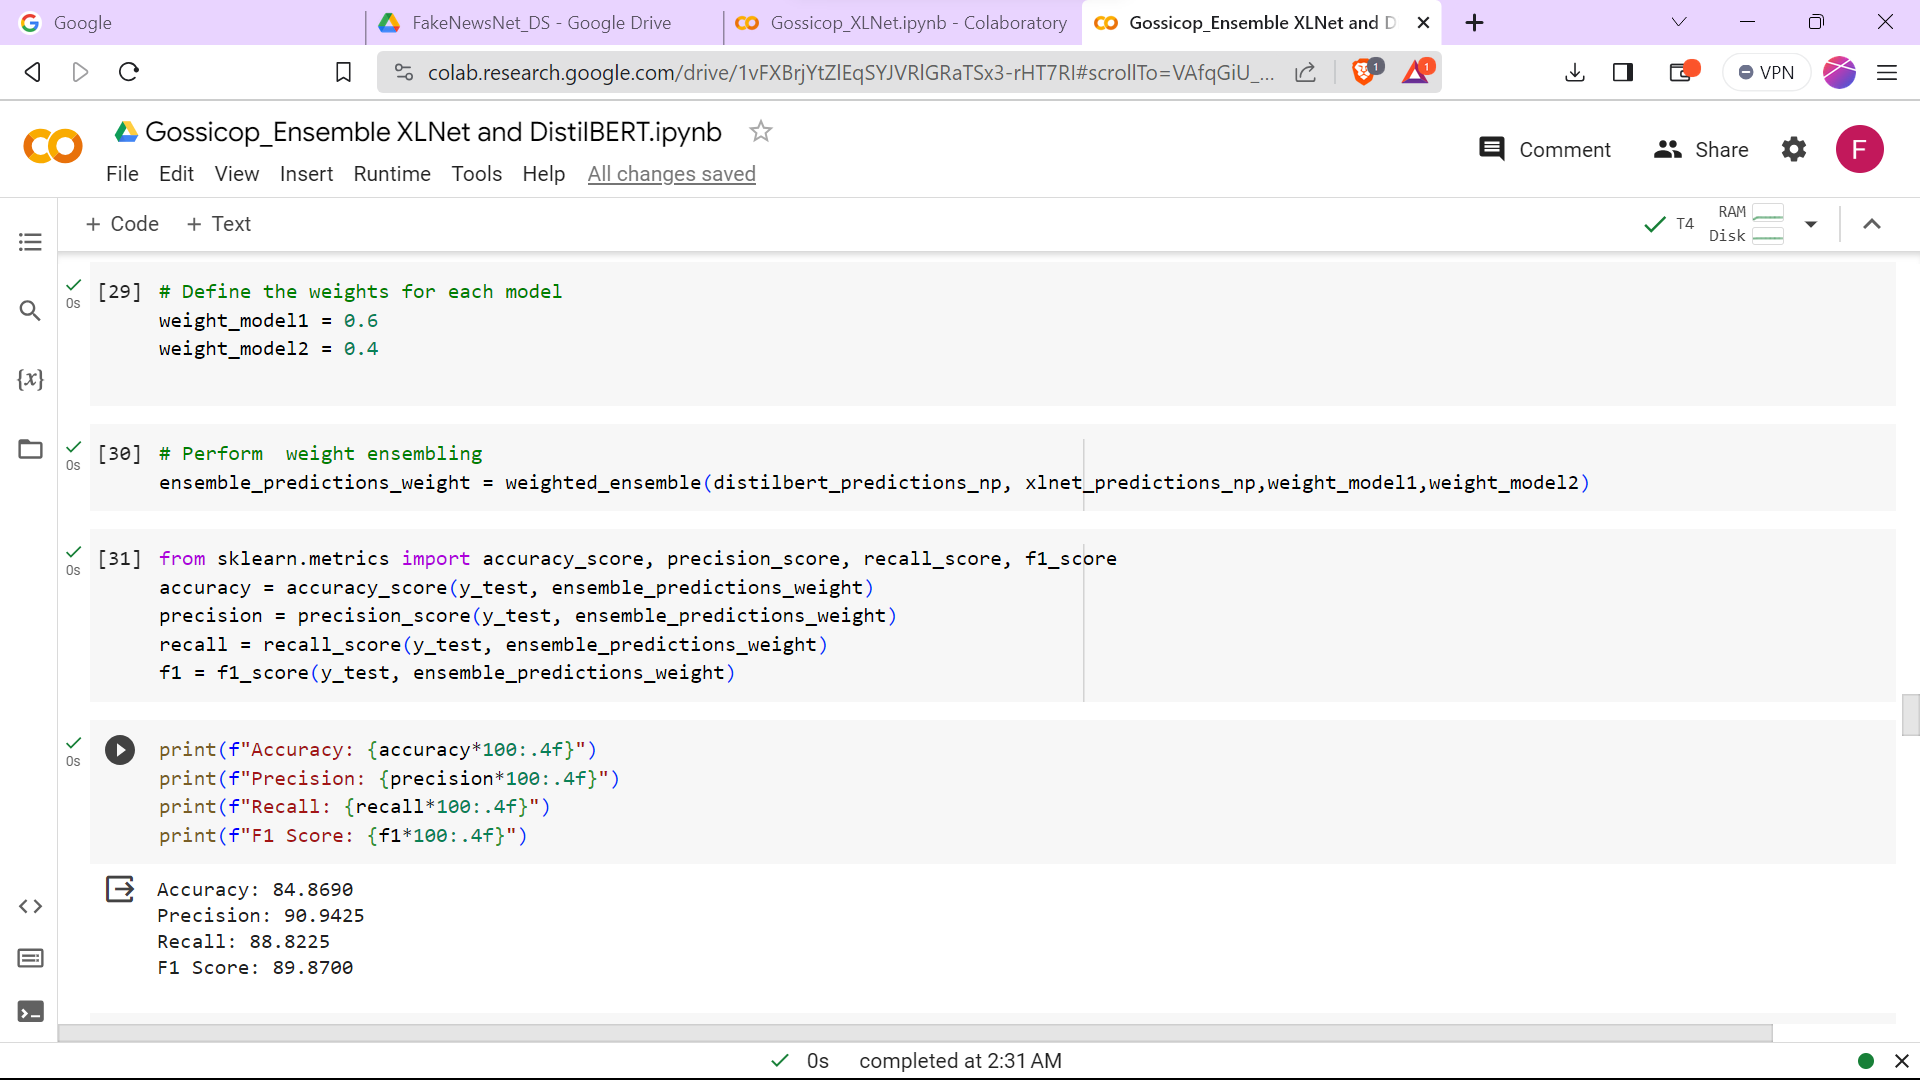 Google
FakeNewsNet_DS - Google Drive
Gossicop_XLNet.ipynb - Colaboratory
Gossicop_Ensemble XLNet and D
colab.research.google.com/drive/1vFXBrjYtZlEqSYJVRlGRaTSx3-rHT7RI#scrollTo=VAfqGiU_...
1
1
VPN
Gossicop_Ensemble XLNet and DistilBERT.ipynb
Comment
Share
F
File Edit View Insert Runtime Tools Help All changes saved
+ Code + Text
T4
RAM
Disk
{x}
0s
[29] # Define the weights for each model
weight_model1 = 0.6
weight_model2 = 0.4
0s
[30] # Perform  weight ensembling
ensemble_predictions_weight = weighted_ensemble(distilbert_predictions_np, xlnet_predictions_np,weight_model1,weight_model2)
0s
[31] from sklearn.metrics import accuracy_score, precision_score, recall_score, f1_score
accuracy = accuracy_score(y_test, ensemble_predictions_weight)
precision = precision_score(y_test, ensemble_predictions_weight)
recall = recall_score(y_test, ensemble_predictions_weight)
f1 = f1_score(y_test, ensemble_predictions_weight)
0s
print(f"Accuracy: {accuracy*100:.4f}")
print(f"Precision: {precision*100:.4f}")
print(f"Recall: {recall*100:.4f}")
print(f"F1 Score: {f1*100:.4f}")
Accuracy: 84.8690
Precision: 90.9425
Recall: 88.8225
F1 Score: 89.8700
0s completed at 2:31 AM